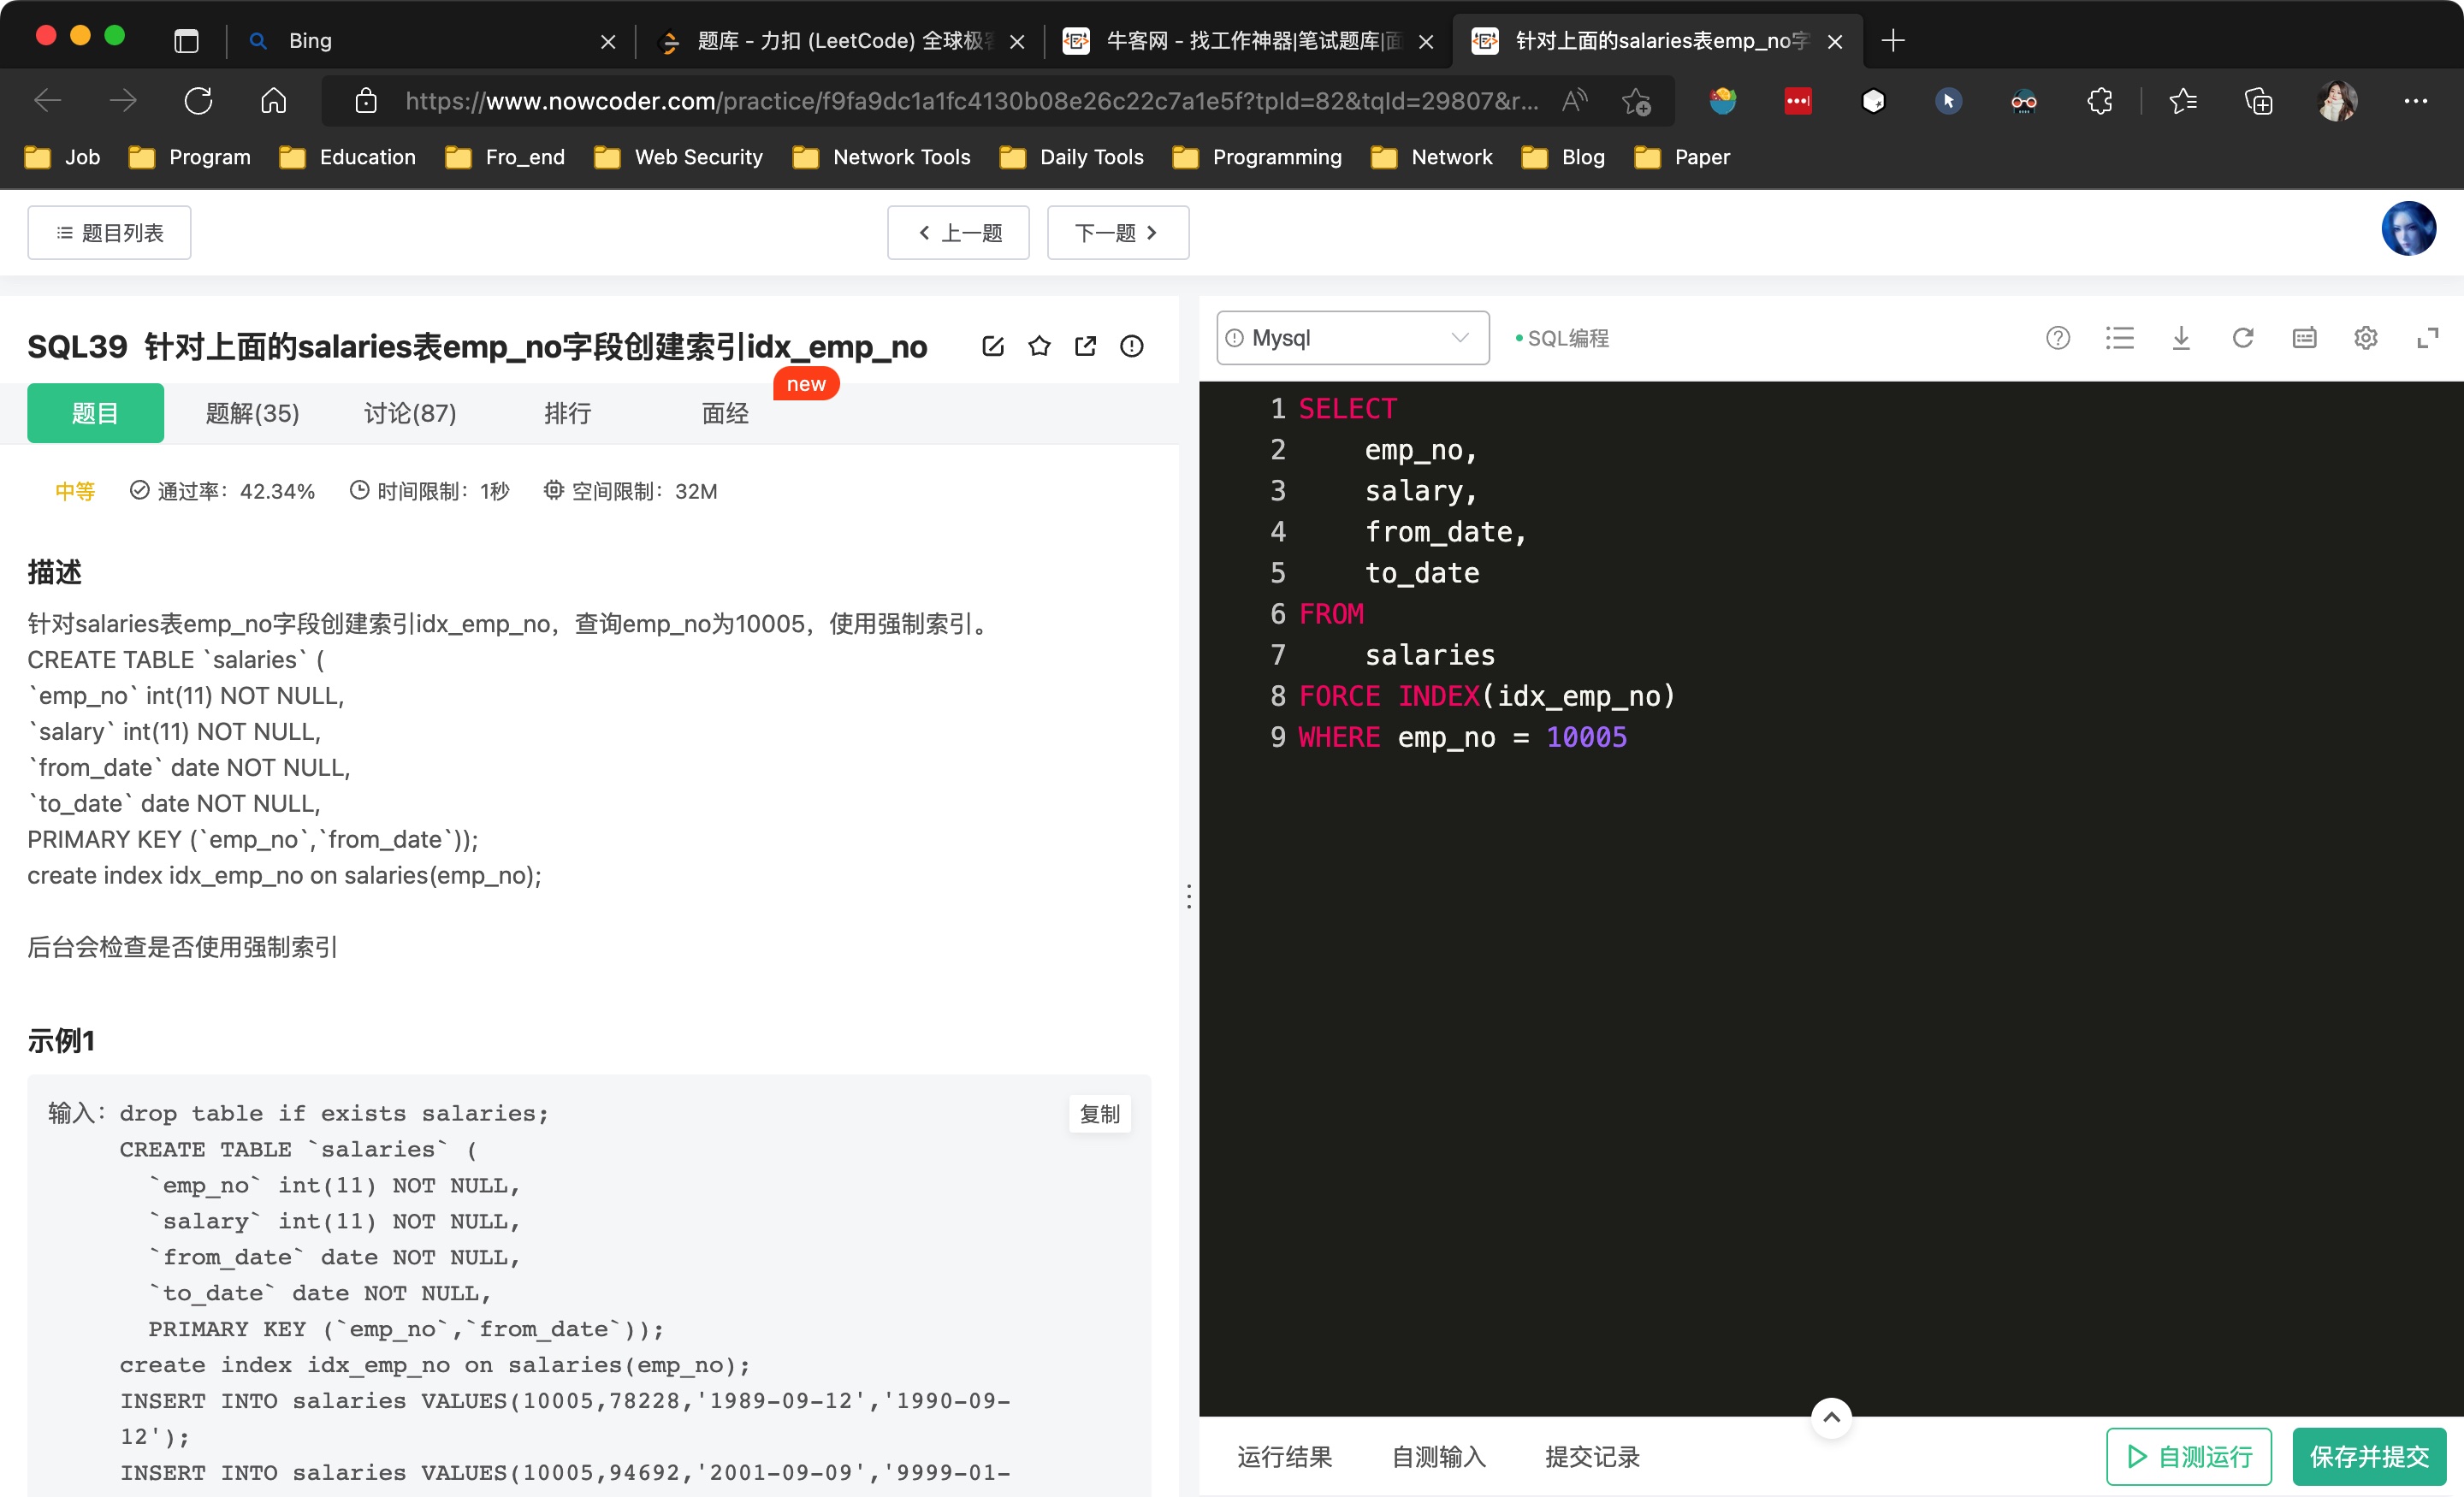 Bing
题库 - 力扣 (LeetCode) 全球极客
牛客网 - 找工作神器|笔试题库|面
针对上面的salaries表emp_no字
https://www.nowcoder.com/practice/f9fa9dc1a1fc4130b08e26c22c7a1e5f?tpId=82&tqId=29807&r...
Job Program Education Fro_end Web Security Network Tools Daily Tools Programming Network Blog Paper
题目列表 上一题 下一题
SQL39 针对上面的salaries表emp_no字段创建索引idx_emp_no
new
题目 题解(35) 讨论(87) 排行 面经
中等 通过率：42.34% 时间限制：1秒 空间限制：32M
描述
针对salaries表emp_no字段创建索引idx_emp_no，查询emp_no为10005，使用强制索引。
CREATE TABLE `salaries` (
`emp_no` int(11) NOT NULL,
`salary` int(11) NOT NULL,
`from_date` date NOT NULL,
`to_date` date NOT NULL,
PRIMARY KEY (`emp_no`,`from_date`));
create index idx_emp_no on salaries(emp_no);
后台会检查是否使用强制索引
示例1
输入：drop table if exists salaries;
复制
CREATE TABLE `salaries` (
`emp_no` int(11) NOT NULL,
`salary` int(11) NOT NULL,
`from_date` date NOT NULL,
`to_date` date NOT NULL,
PRIMARY KEY (`emp_no`,`from_date`));
create index idx_emp_no on salaries(emp_no);
INSERT INTO salaries VALUES(10005,78228,'1989-09-12','1990-09-
12');
INSERT INTO salaries VALUES(10005,94692,'2001-09-09','9999-01-
Mysql
SQL编程
1 SELECT
2 emp_no,
3 salary,
4 from_date,
5 to_date
6 FROM
7 salaries
8 FORCE INDEX(idx_emp_no)
9 WHERE emp_no = 10005
运行结果 自测输入 提交记录 自测运行 保存并提交